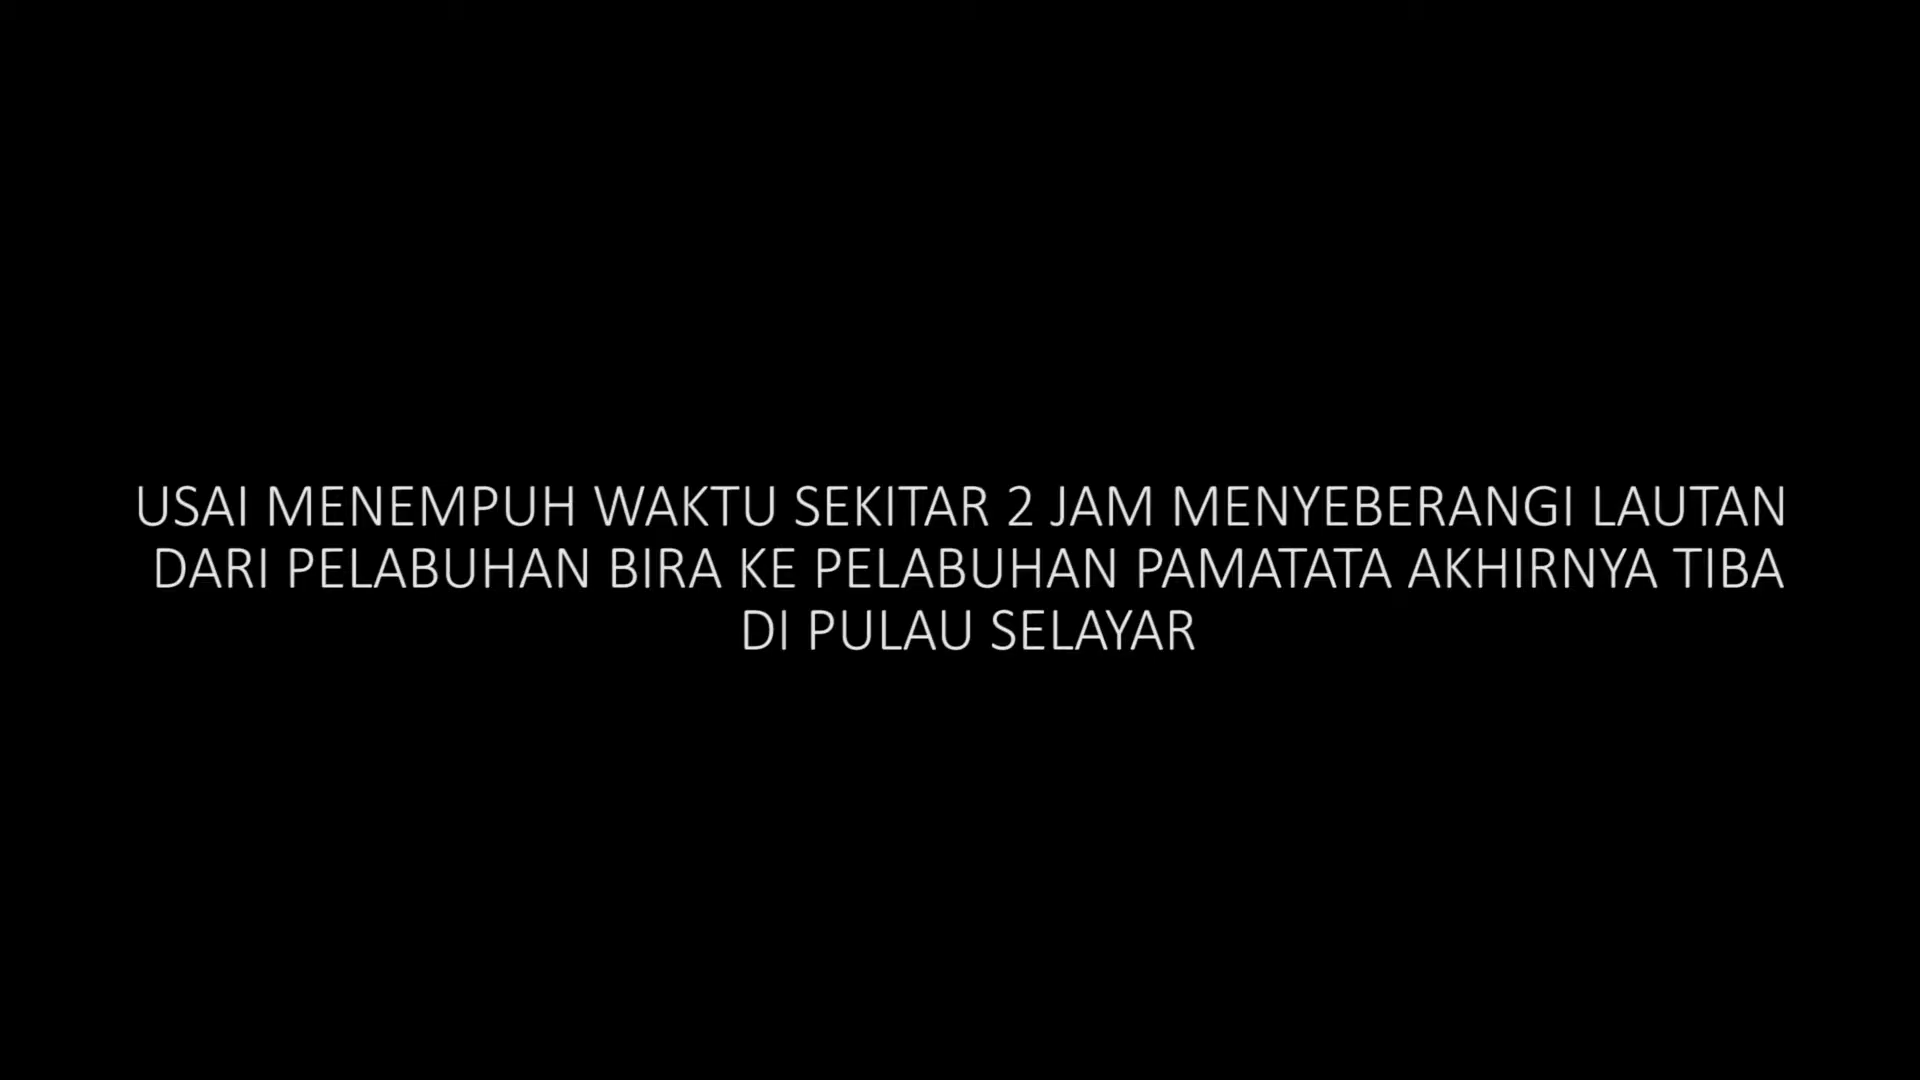 USAI MENEMPUH WAKTU SEKITAR 2 JAM MENYEBERANGI LAUTAN
DARI PELABUHAN BIRA KE PELABUHAN PAMATATA AKHIRNYA TIBA
DI PULAU SELAYAR